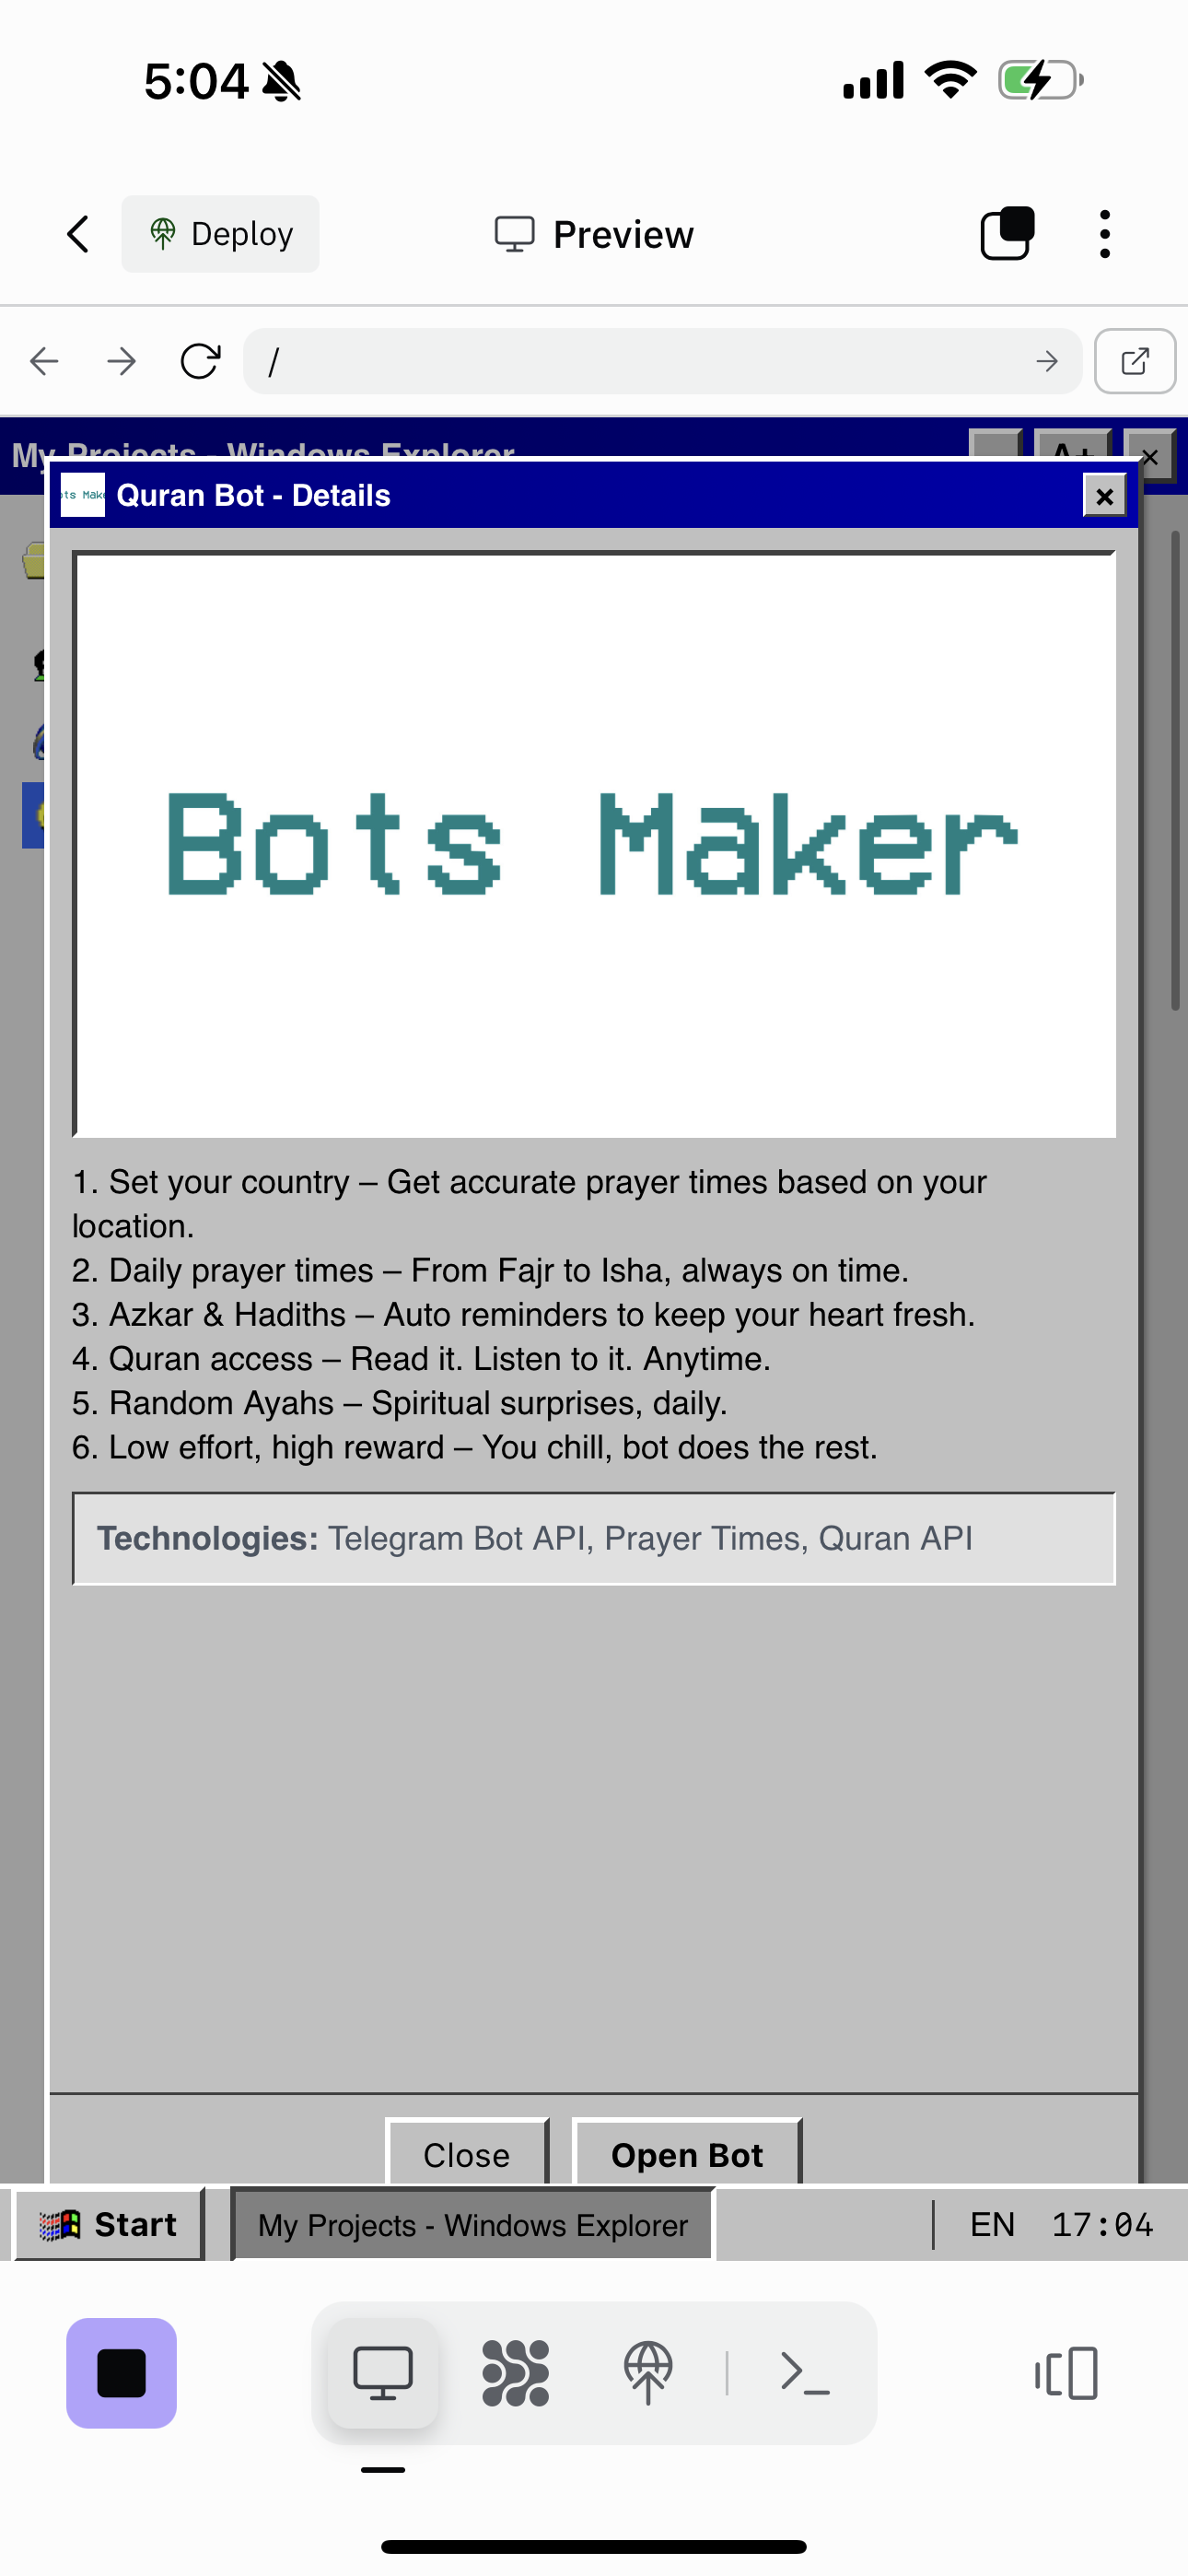 5:04
Deploy
Preview
/
My Projects - Windows Explorer
A+
ots Make
Quran Bot - Details
Bots Maker
1. Set your country – Get accurate prayer times based on your
location.
2. Daily prayer times – From Fajr to Isha, always on time.
3. Azkar & Hadiths – Auto reminders to keep your heart fresh.
4. Quran access – Read it. Listen to it. Anytime.
5. Random Ayahs – Spiritual surprises, daily.
6. Low effort, high reward – You chill, bot does the rest.
Technologies: Telegram Bot API, Prayer Times, Quran API
Close
Open Bot
Start
My Projects - Windows Explorer
EN 17:04